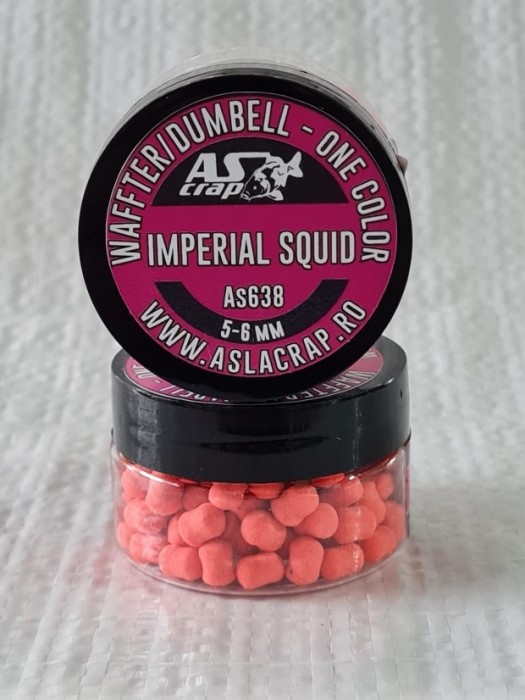 WAFFTER/DUMBELL - ONE COLOR
AS
crap
IMPERIAL SQUID
AS638
5-6 MM
WWW.ASLACRAP.RO